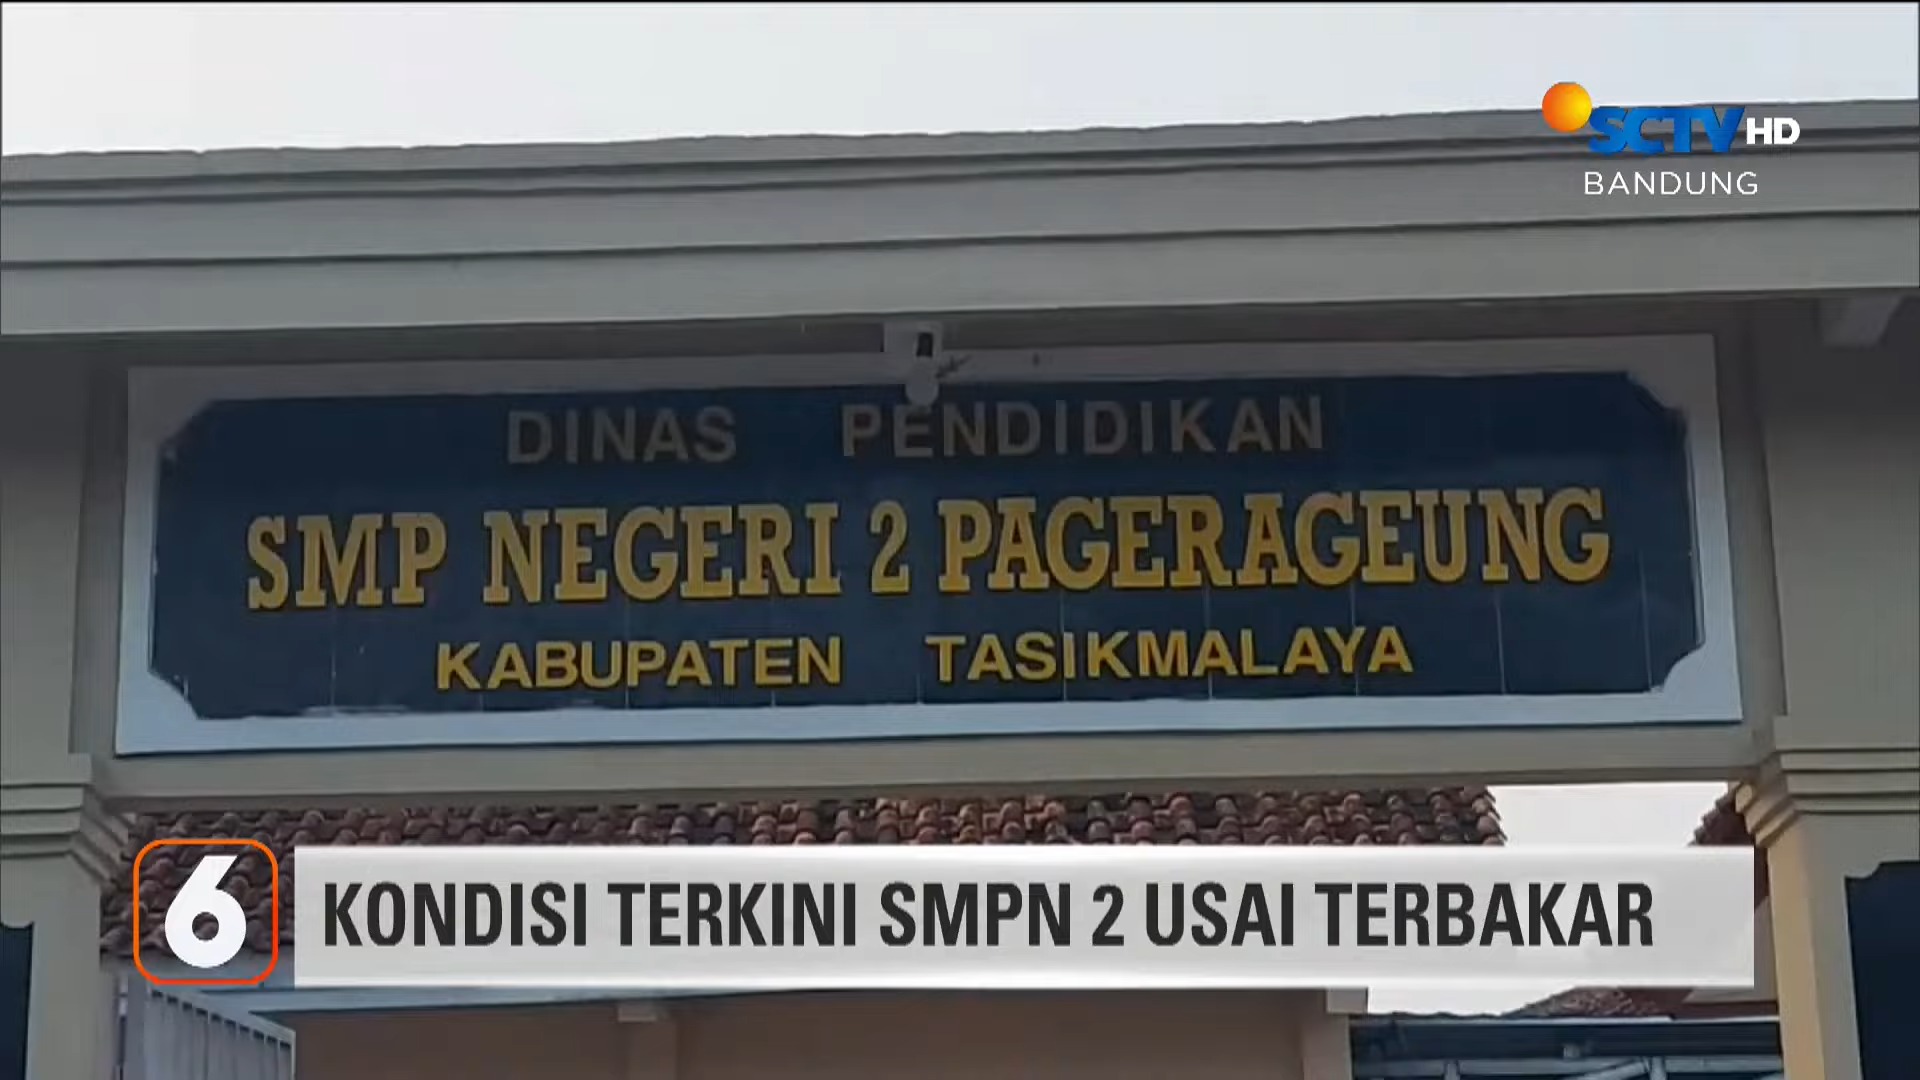 SCTV HD
BANDUNG
DINAS PENDIDIKAN
SMP NEGERI 2 PAGERAGEUNG
KABUPATEN TASIKMALAYA
6 KONDISI TERKINI SMPN 2 USAI TERBAKAR